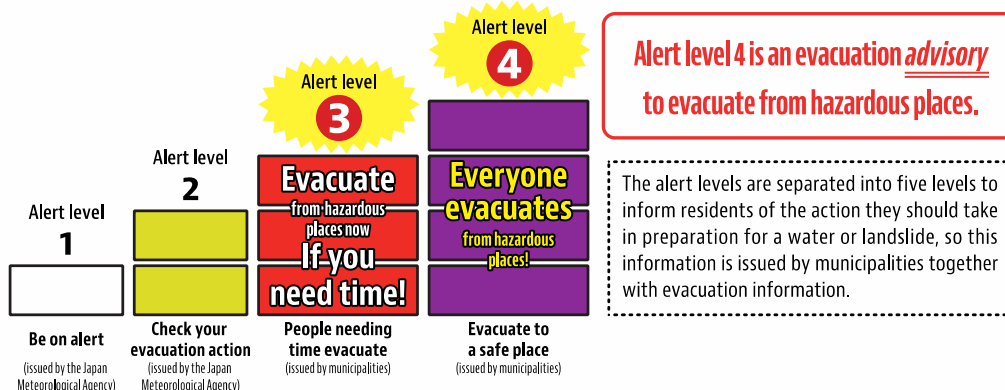 Alert level
1
Be on alert
(issued by the Japan
Meteorological Agency)
Alert level
2
Check your
evacuation action
(issued by the Japan
Meteorological Agency)
Alert level
3
Evacuate
from hazardous
places now
If you
need time!
People needing
time evacuate
(issued by municipalities)
Alert level
4
Everyone
evacuates
from hazardous
places!
Evacuate to
a safe place
(issued by municipalities)
Alert level 4 is an evacuation advisory
to evacuate from hazardous places.
The alert levels are separated into five levels to
inform residents of the action they should take
in preparation for a water or landslide, so this
information is issued by municipalities together
with evacuation information.